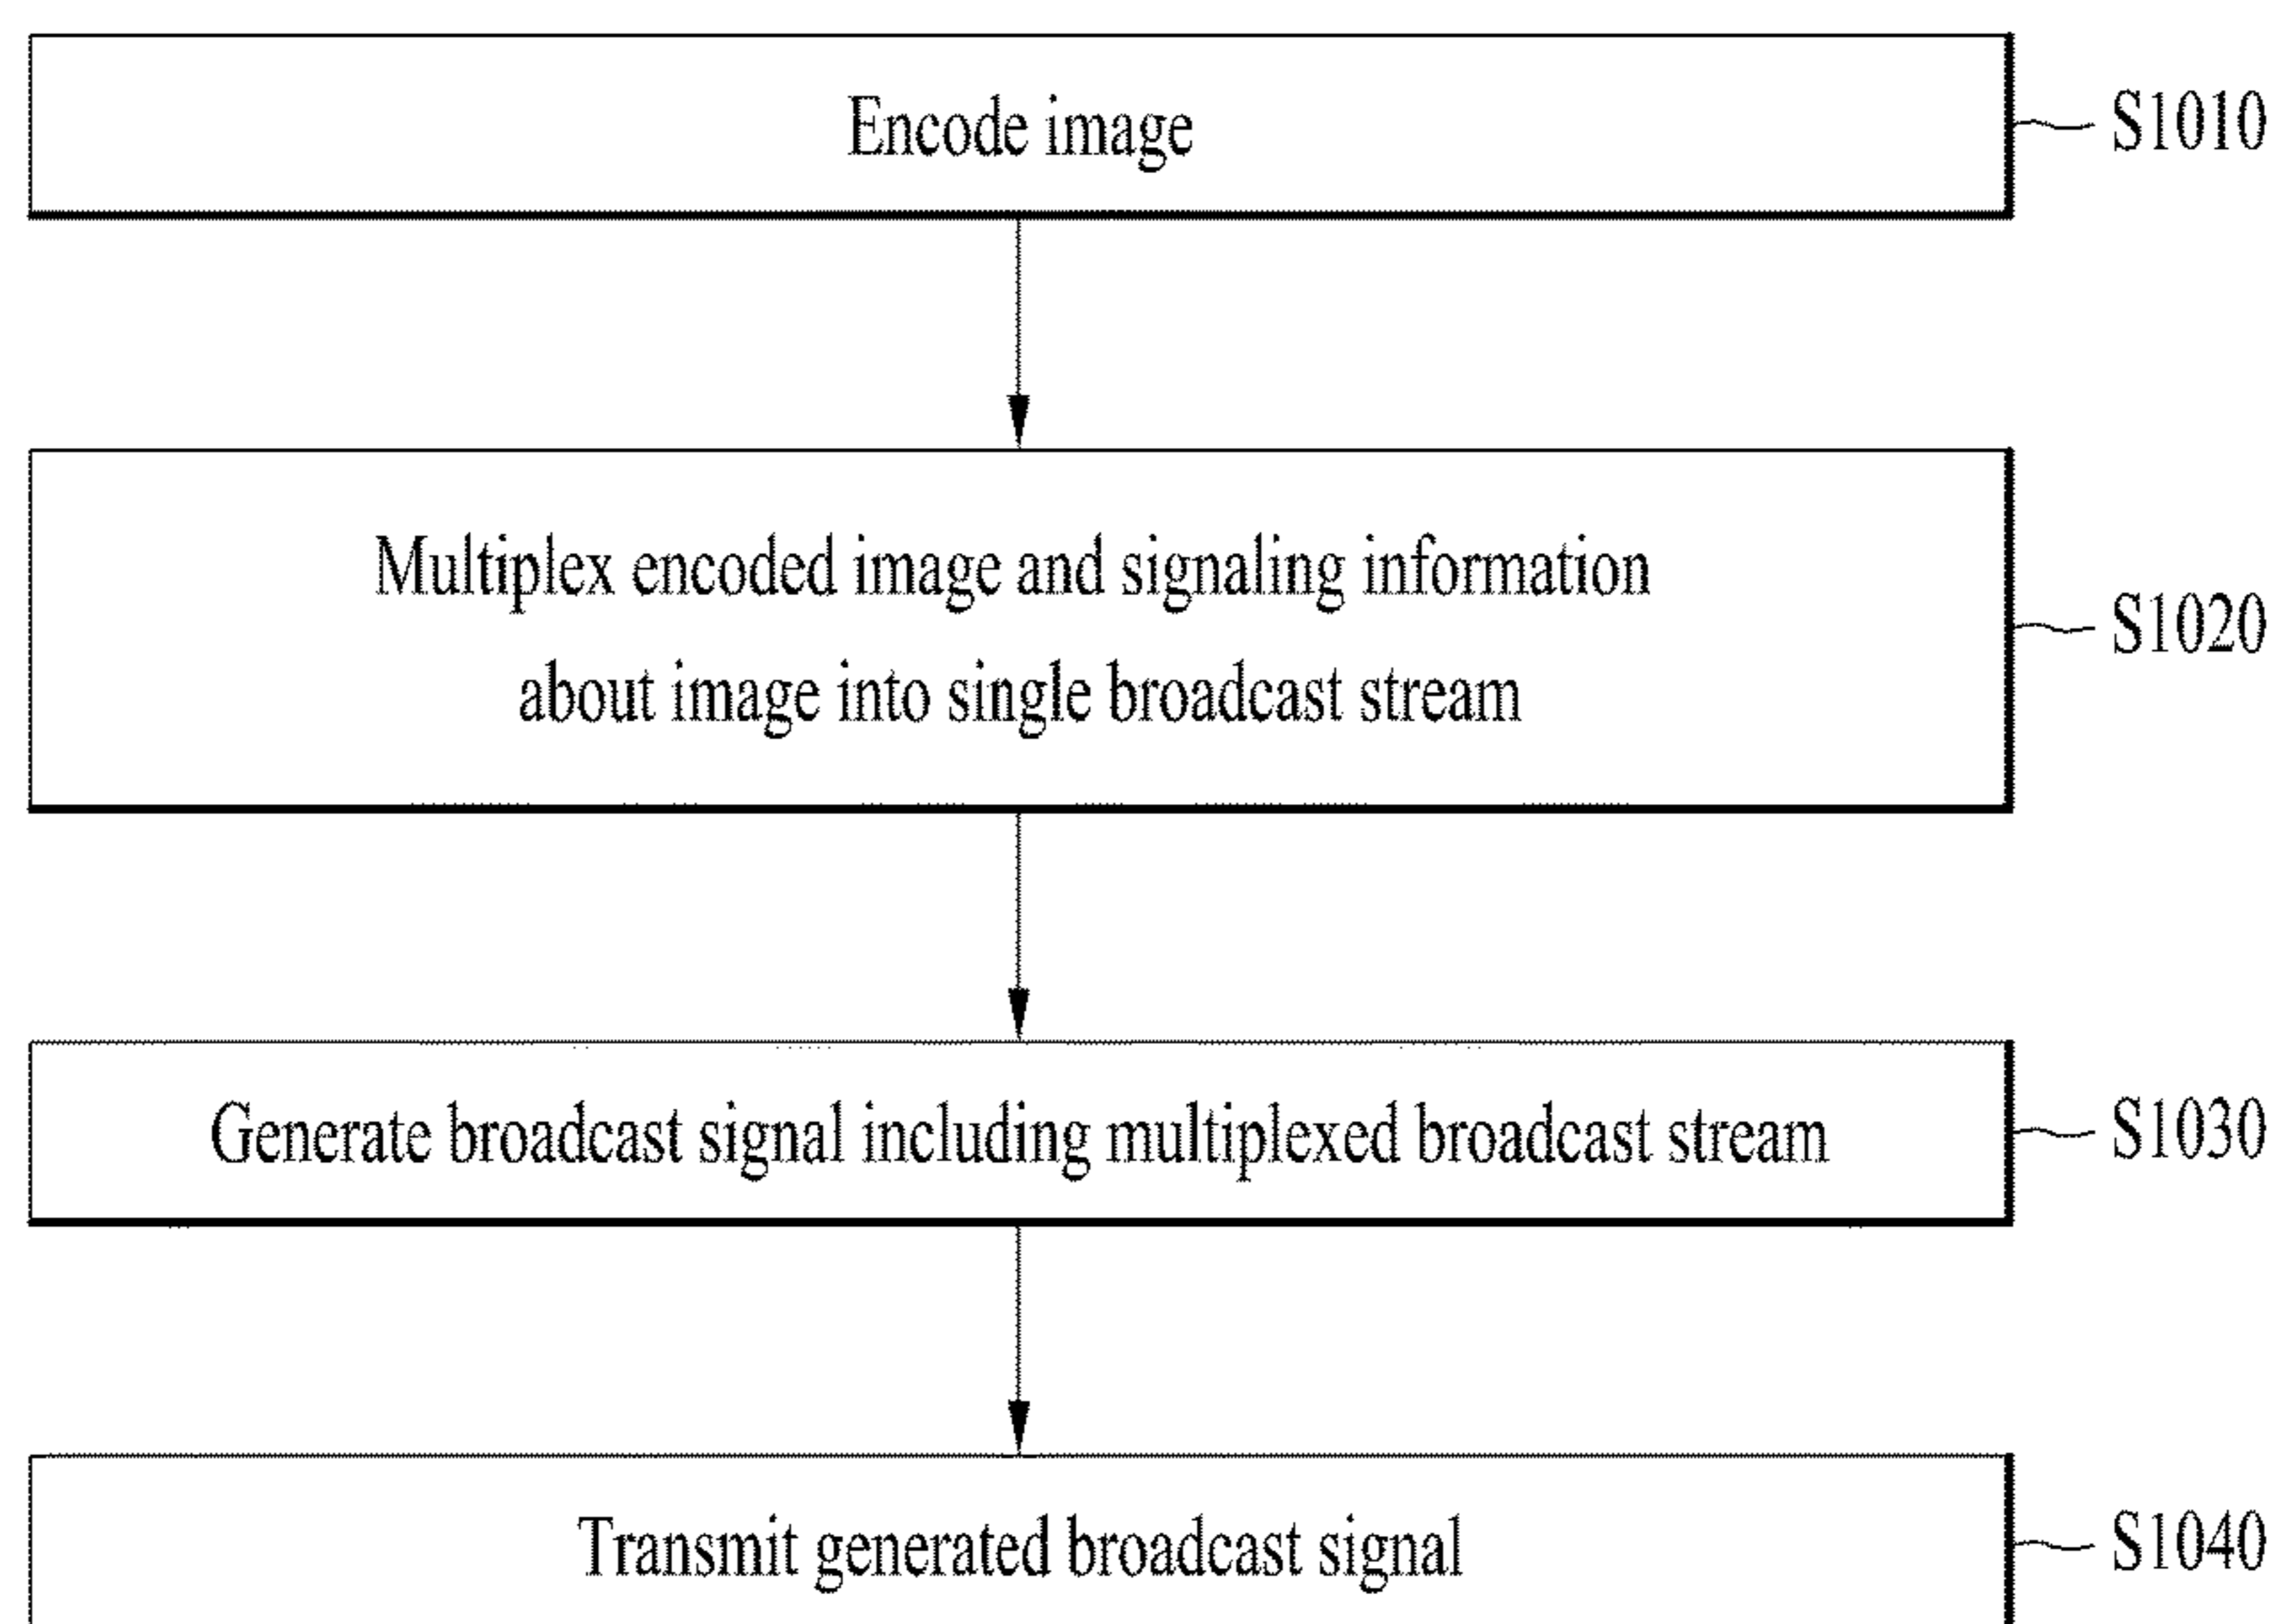 Encode image
S1010
Multiplex encoded image and signaling information
about image into single broadcast stream
S1020
Generate broadcast signal including multiplexed broadcast stream
S1030
Transmit generated broadcast signal
S1040